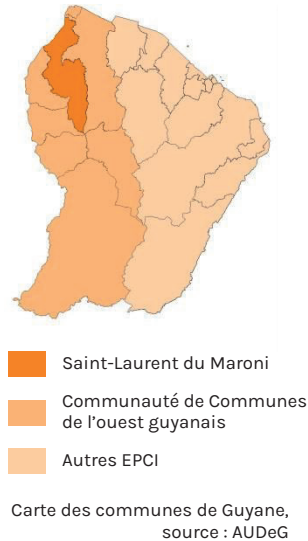 Saint-Laurent du Maroni
Communauté de Communes
de l'ouest guyanais
Autres EPCI
Carte des communes de Guyane,
source : AUDeG